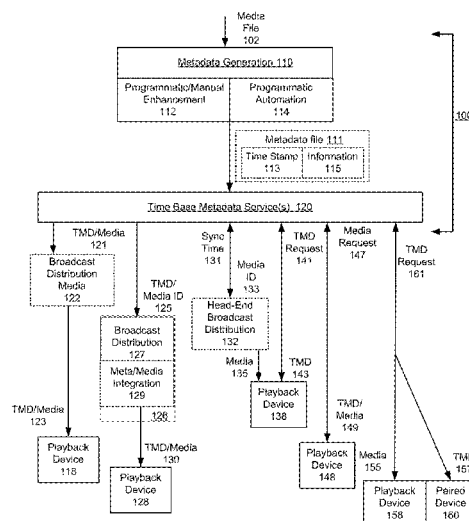 Media
File
102
Metadata Generation 110
Programmatic/Manual
Enhancement
112
Programmatic
Automation
114
100
Metadata file 111
Time Stamp
113
Information
115
Time Base Metadata Service(s) 120
TMD/Media
121
Broadcast
Distribution
Media
122
TMD/Media
123
Playback
Device
118
TMD/
Media ID
125
Broadcast
Distribution
127
Meta/Media
Integration
129
126
TMD/Media
130
Playback
Device
128
Sync
Time
131
Media
ID
133
Head-End
Broadcast
Distribution
132
Media
135
TMD
Request
141
TMD
143
Playback
Device
138
Media
Request
147
TMD/
Media
149
Playback
Device
148
TMD
Request
161
Media
155
TMD
157
Playback
Device
158
Paired
Device
160